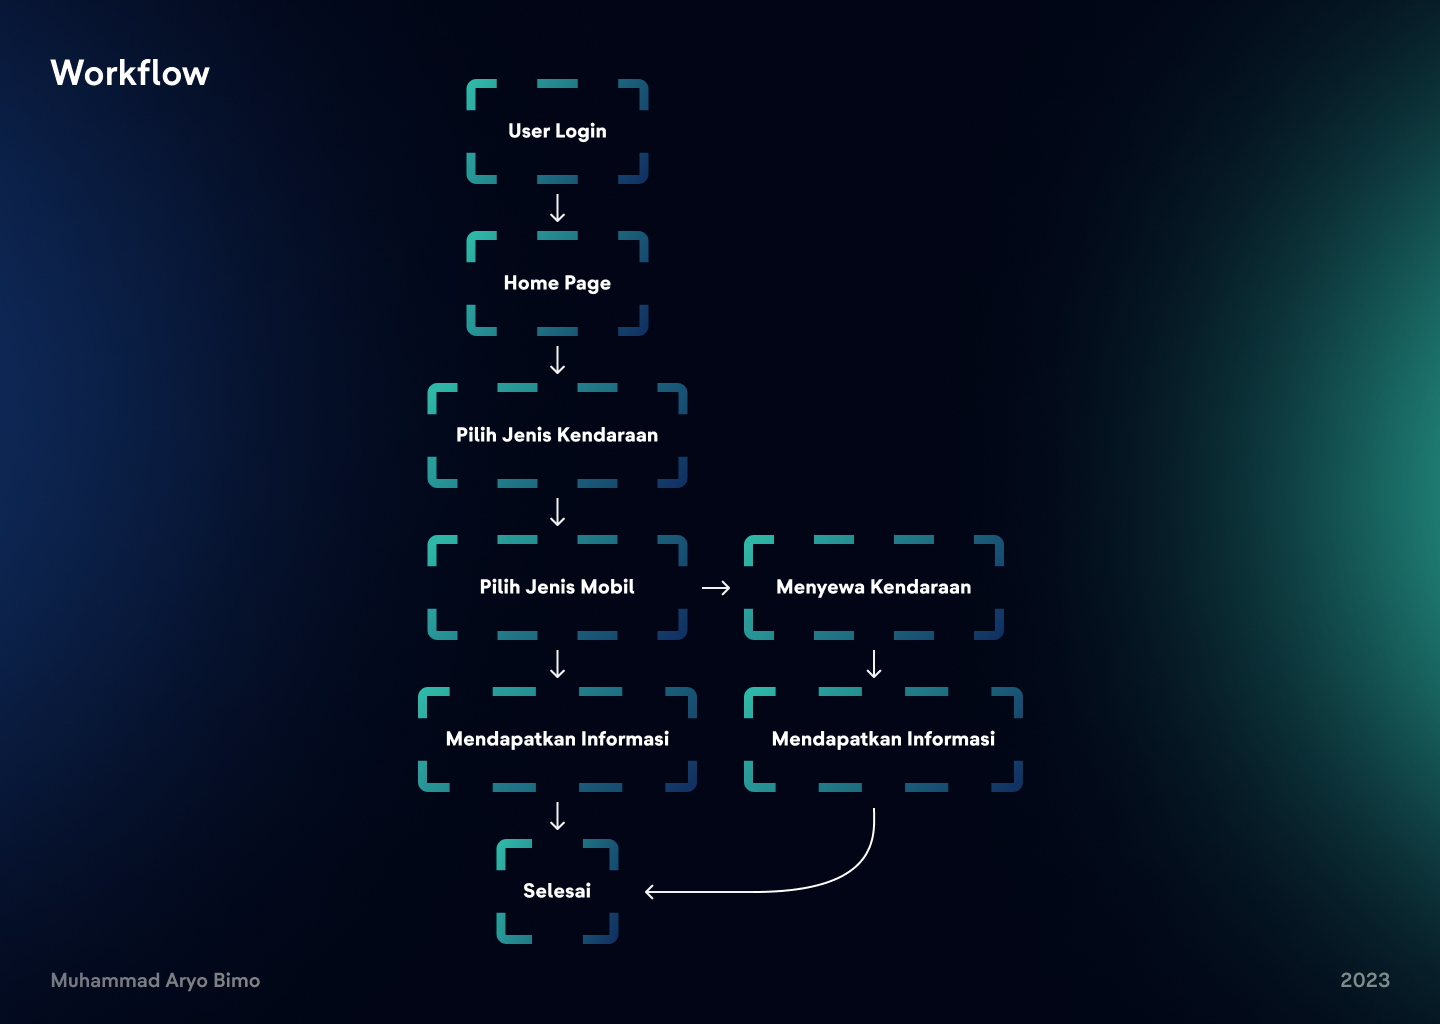 Workflow
User Login
Home Page
Pilih Jenis Kendaraan
Pilih Jenis Mobil
Menyewa Kendaraan
Mendapatkan Informasi
Mendapatkan Informasi
Selesai
Muhammad Aryo Bimo
2023